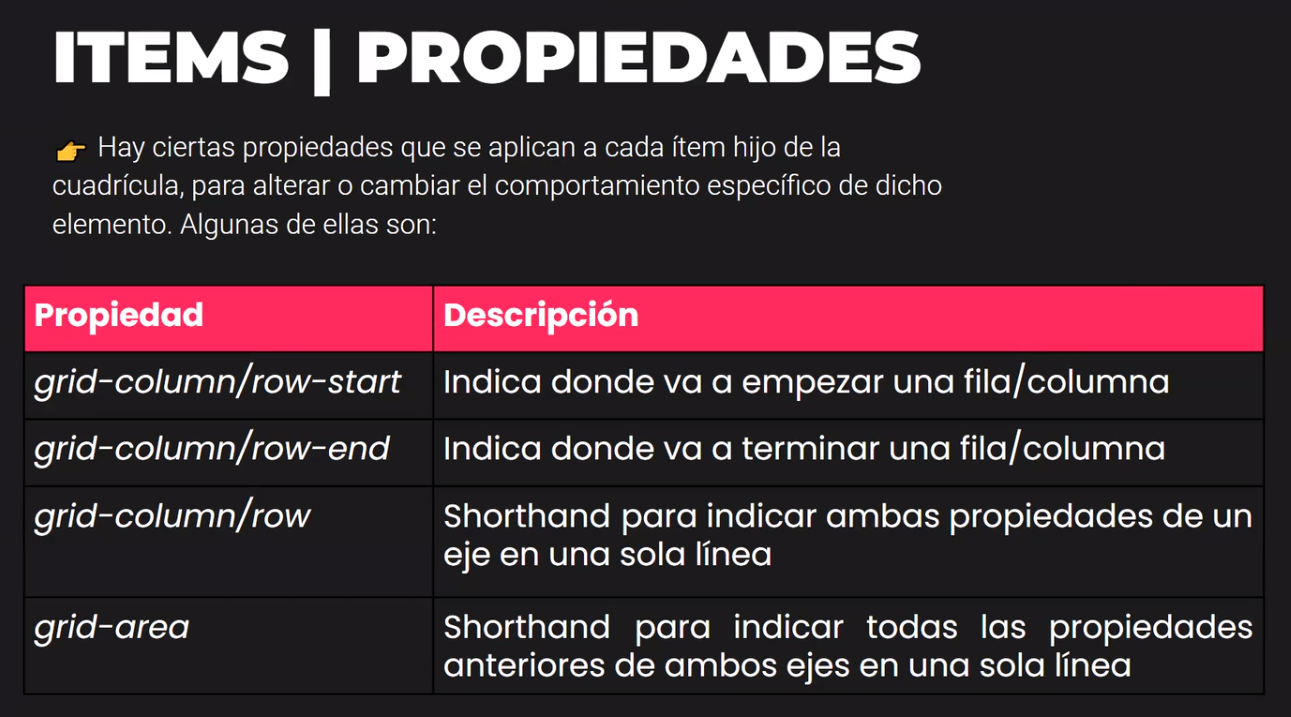 ITEMS | PROPIEDADES
👉 Hay ciertas propiedades que se aplican a cada ítem hijo de la
cuadrícula, para alterar o cambiar el comportamiento específico de dicho
elemento. Algunas de ellas son:
Propiedad
Descripción
grid-column/row-start
Indica donde va a empezar una fila/columna
grid-column/row-end
Indica donde va a terminar una fila/columna
grid-column/row
Shorthand para indicar ambas propiedades de un
eje en una sola línea
grid-area
Shorthand para indicar todas las propiedades
anteriores de ambos ejes en una sola línea